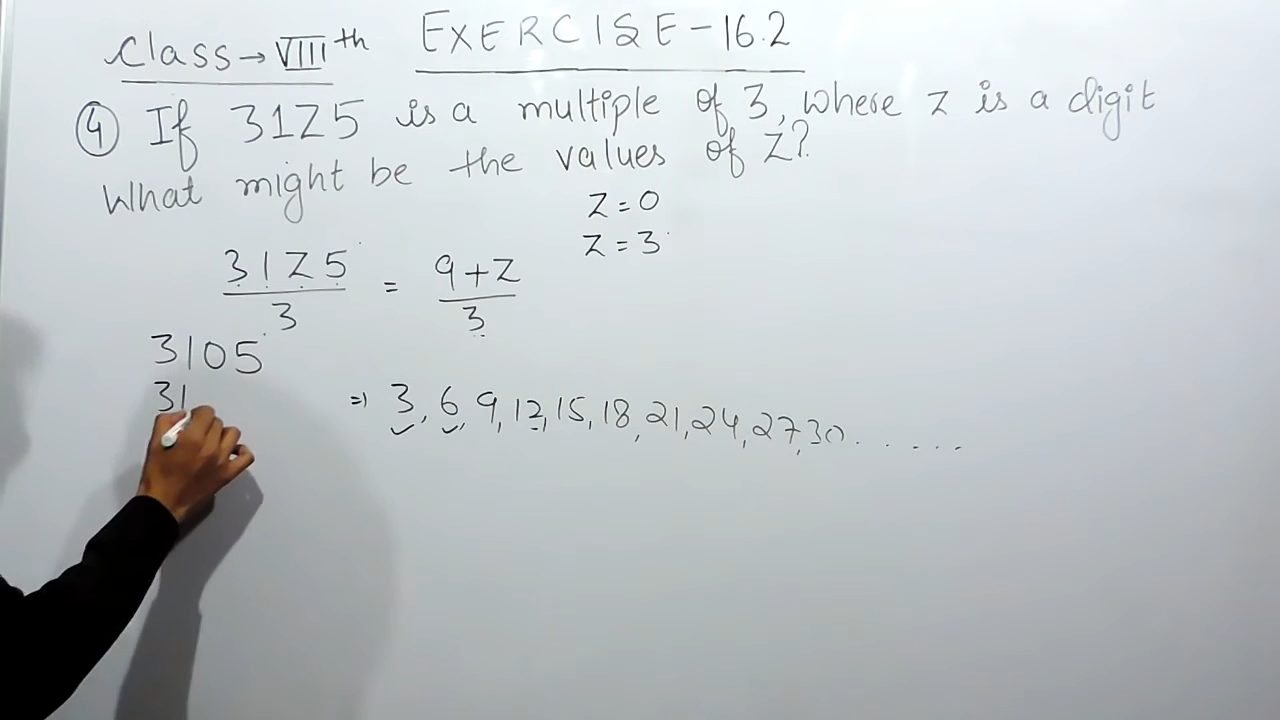 Class → VIIIth EXERCISE - 16.2
④ If 31Z5 is a multiple of 3, where z is a digit
What might be the values of Z?
Z = 0
Z = 3
31Z5 / 3 = 9+Z / 3
3105
31
⇒ 3, 6, 9, 12, 15, 18, 21, 24, 27, 30. . . . . .